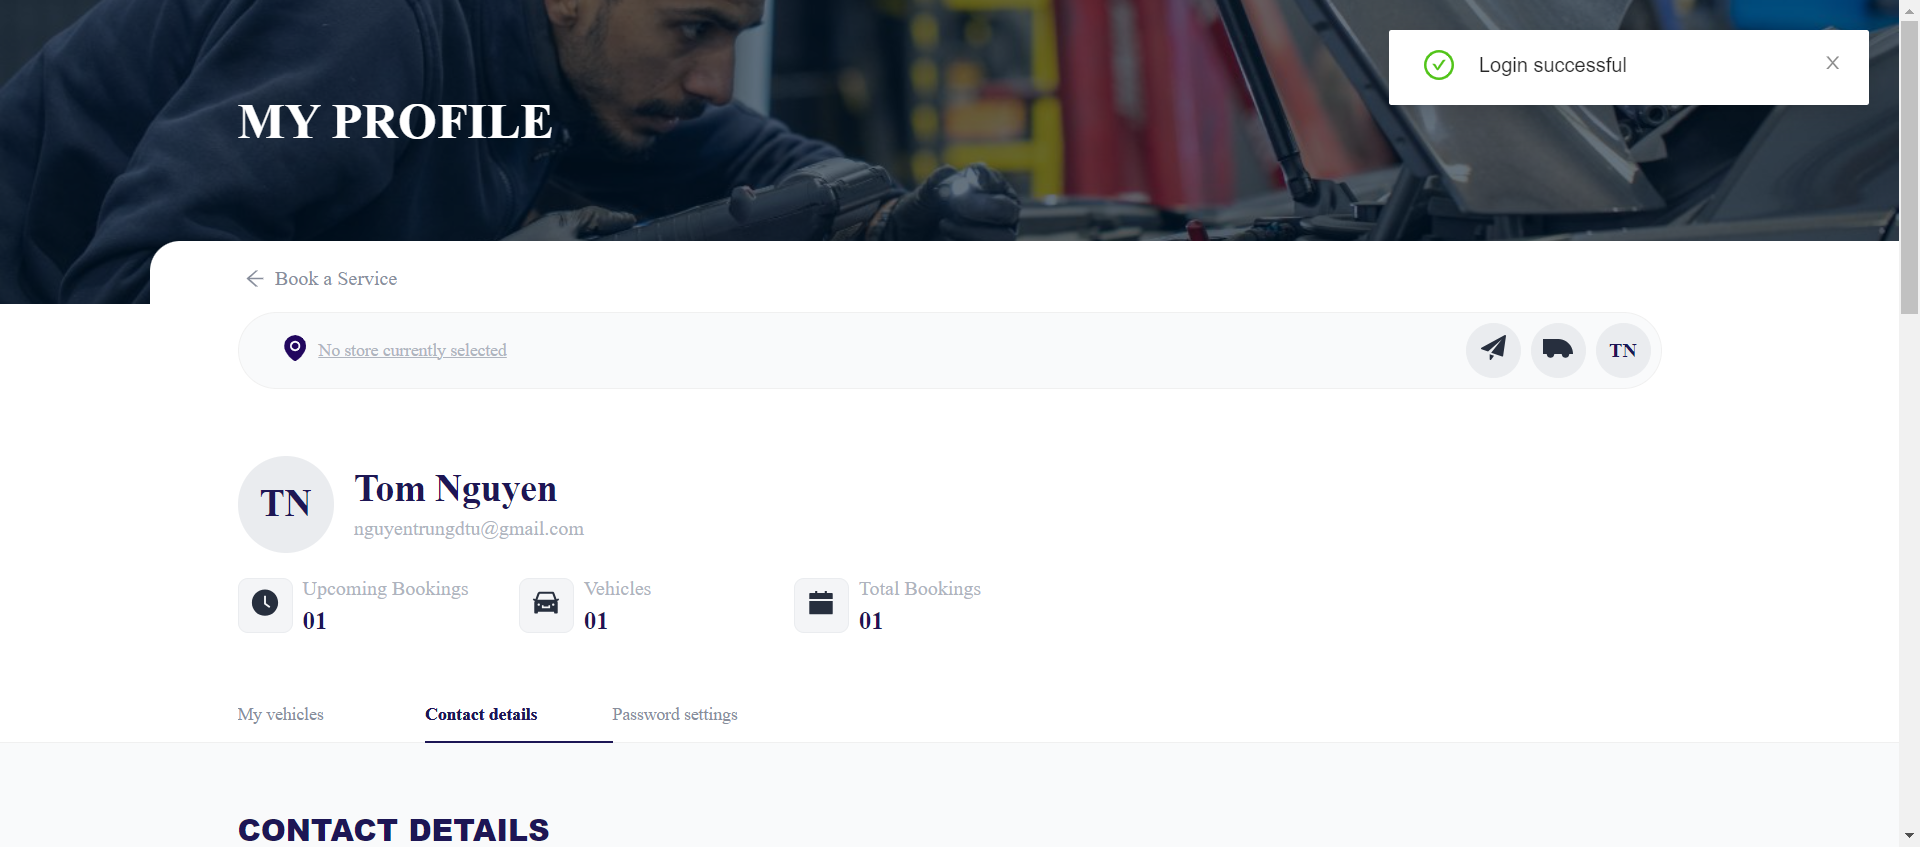 Login successful
MY PROFILE
Book a Service
No store currently selected
TN
TN
Tom Nguyen
nguyentrungdtu@gmail.com
Upcoming Bookings
01
Vehicles
01
Total Bookings
01
My vehicles
Contact details
Password settings
CONTACT DETAILS